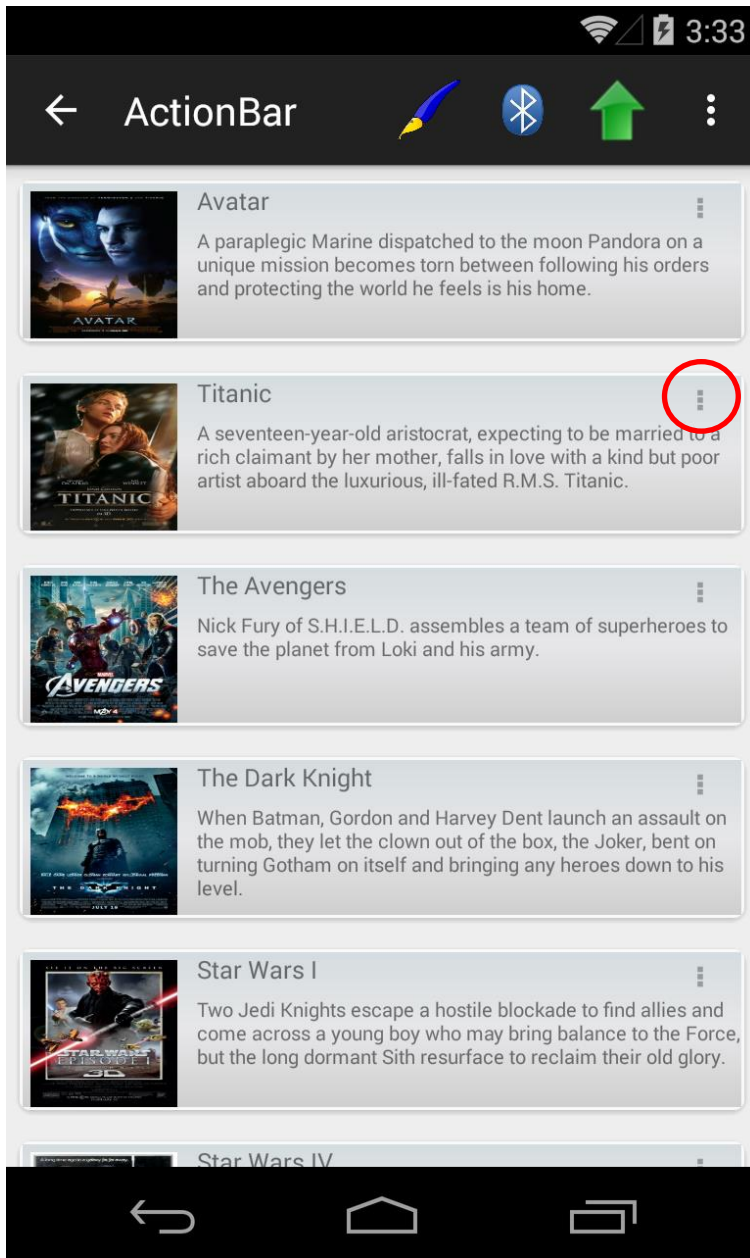 3:33
ActionBar
Avatar
A paraplegic Marine dispatched to the moon Pandora on a
unique mission becomes torn between following his orders
and protecting the world he feels is his home.
AVATAR
Titanic
A seventeen-year-old aristocrat, expecting to be married to a
rich claimant by her mother, falls in love with a kind but poor
artist aboard the luxurious, ill-fated R.M.S. Titanic.
TITANIC
The Avengers
Nick Fury of S.H.I.E.L.D. assembles a team of superheroes to
save the planet from Loki and his army.
AVENGERS
MAY 4
The Dark Knight
When Batman, Gordon and Harvey Dent launch an assault on
the mob, they let the clown out of the box, the Joker, bent on
turning Gotham on itself and bringing any heroes down to his
level.
THE DARK KNIGHT
JULY 18
Star Wars I
Two Jedi Knights escape a hostile blockade to find allies and
come across a young boy who may bring balance to the Force,
but the long dormant Sith resurface to reclaim their old glory.
STAR WARS
EPISODE I
3D
Star Wars IV